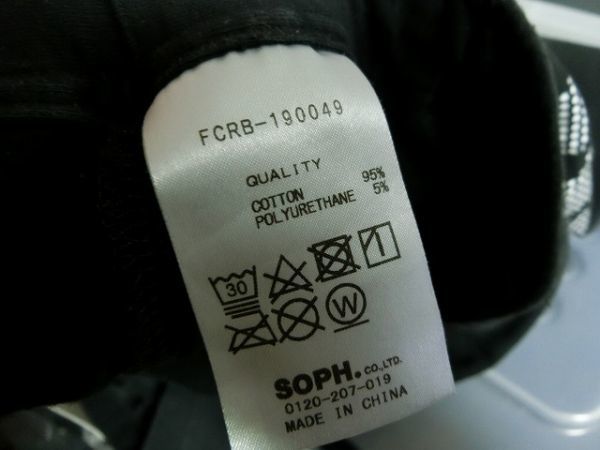 FCRB-190049
QUALITY
COTTON 95%
POLYURETHANE 5%
30
W
SOPH. CO.,LTD.
0120-207-019
MADE IN CHINA